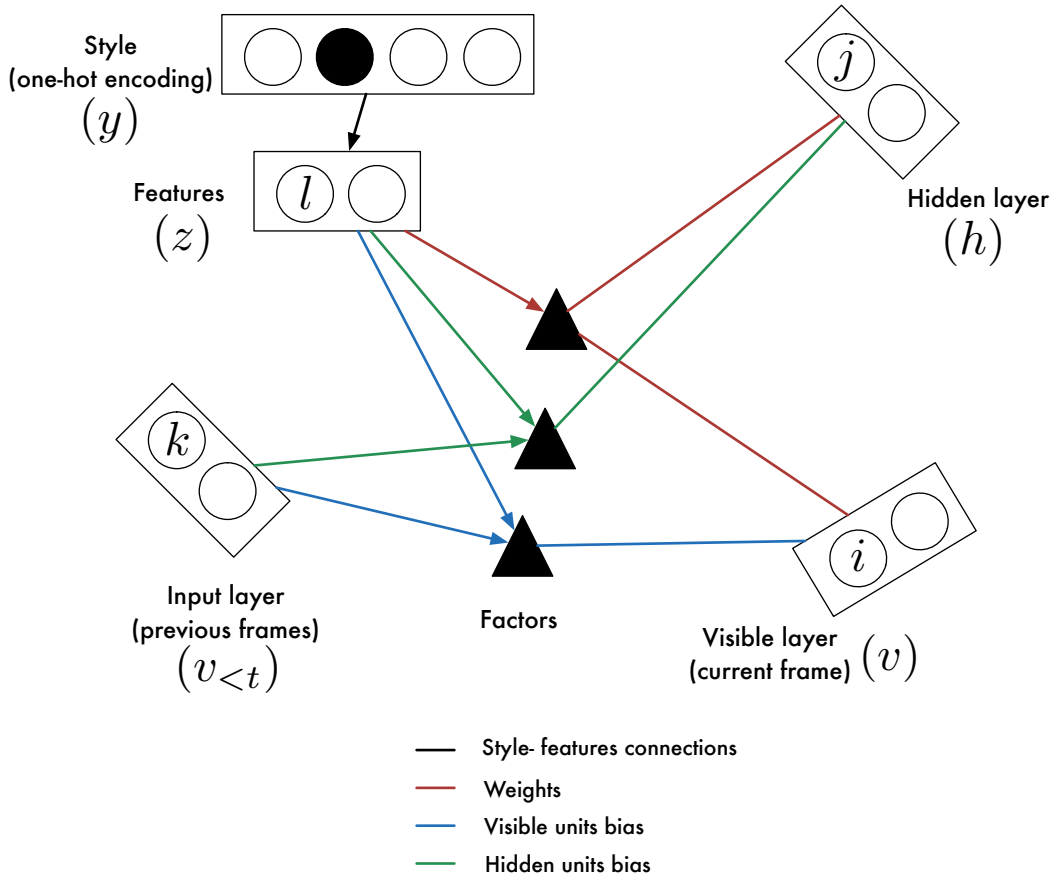 Style
(one-hot encoding)
(y)
j
Features
(z)
l
Hidden layer
(h)
k
i
Input layer
(previous frames)
(v<t)
Factors
Visible layer
(current frame) (v)
Style- features connections
Weights
Visible units bias
Hidden units bias